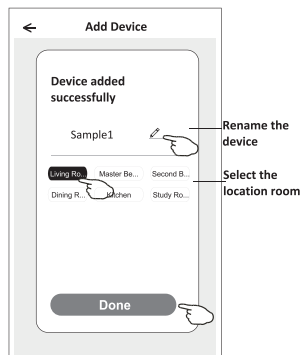 ← Add Device
Device added
successfully
Sample1
Rename the
device
Living Ro... Master Be... Second B...
Select the
location room
Dining R... Kitchen Study Ro...
Done